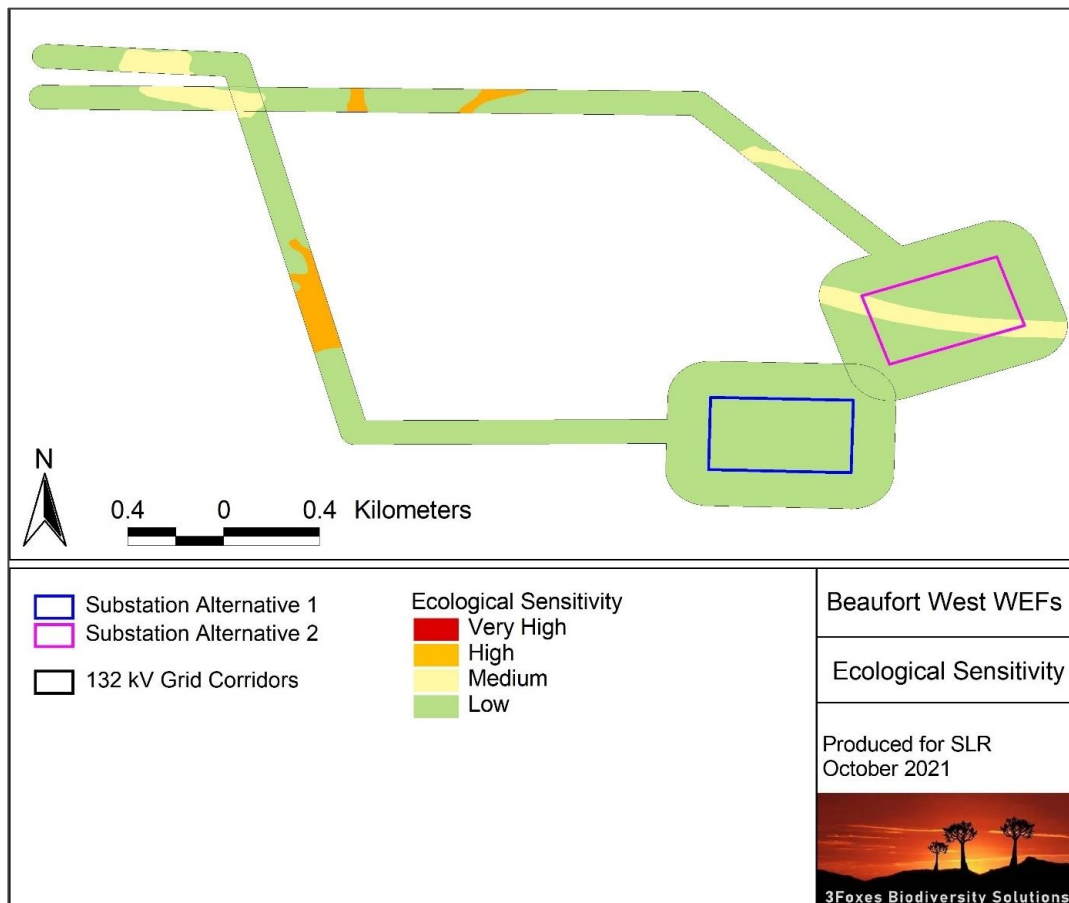 N
0.4 0 0.4 Kilometers
Substation Alternative 1
Substation Alternative 2
132 kV Grid Corridors
Ecological Sensitivity
Very High
High
Medium
Low
Beaufort West WEFs
Ecological Sensitivity
Produced for SLR
October 2021
3Foxes Biodiversity Solutions